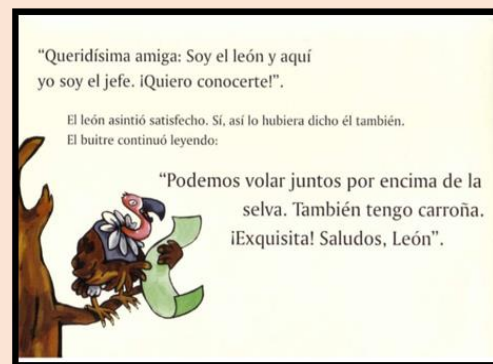 “Queridísima amiga: Soy el león y aquí
yo soy el jefe. ¡Quiero conocerte!”.
El león asintió satisfecho. Sí, así lo hubiera dicho él también.
El buitre continuó leyendo:
“Podemos volar juntos por encima de la
selva. También tengo carroña.
¡Exquisita! Saludos, León”.